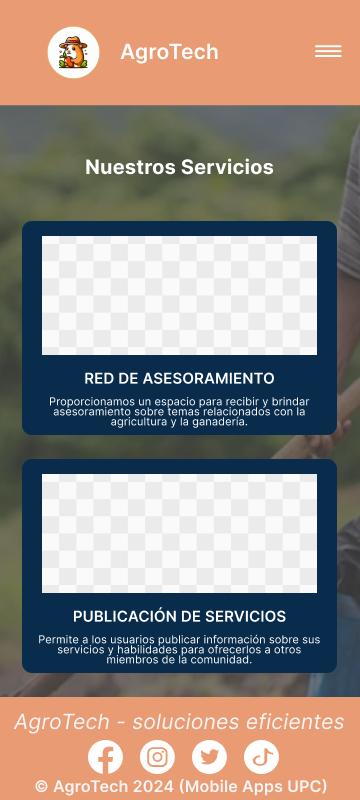 AgroTech
Nuestros Servicios
RED DE ASESORAMIENTO
Proporcionamos un espacio para recibir y brindar
asesoramiento sobre temas relacionados con la
agricultura y la ganadería.
PUBLICACIÓN DE SERVICIOS
Permite a los usuarios publicar información sobre sus
servicios y habilidades para ofrecerlos a otros
miembros de la comunidad.
AgroTech - soluciones eficientes
© AgroTech 2024 (Mobile Apps UPC)